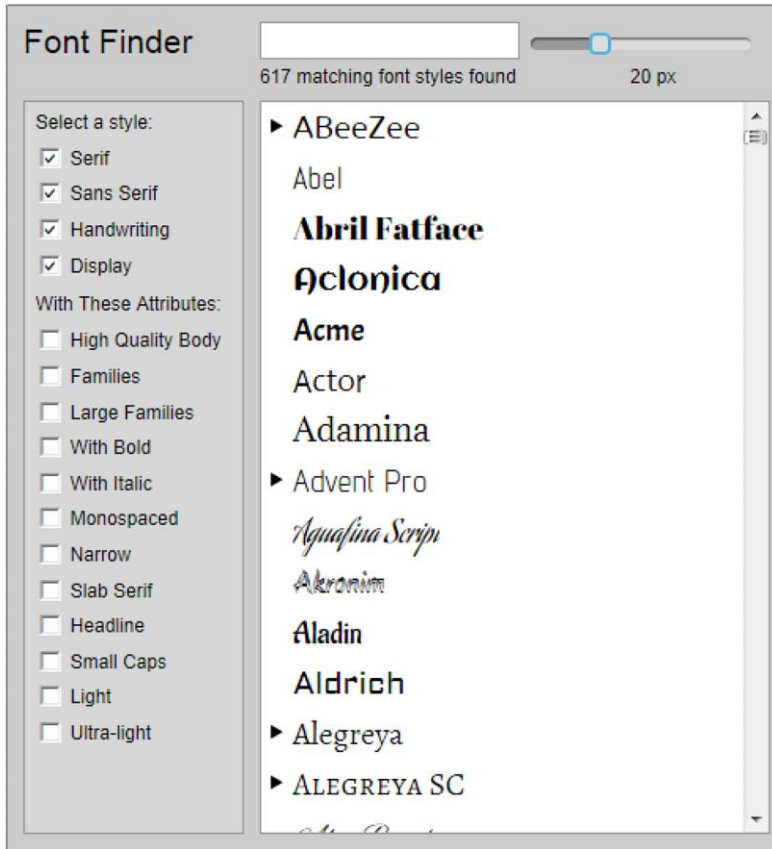 Font Finder
617 matching font styles found
20 px
Select a style:
Serif
Sans Serif
Handwriting
Display
With These Attributes:
High Quality Body
Families
Large Families
With Bold
With Italic
Monospaced
Narrow
Slab Serif
Headline
Small Caps
Light
Ultra-light
ABeeZee
Abel
Abril Fatface
Aclonica
Acme
Actor
Adamina
Advent Pro
Aguafina Script
Akronim
Aladin
Aldrich
Alegreya
ALEGREYA SC